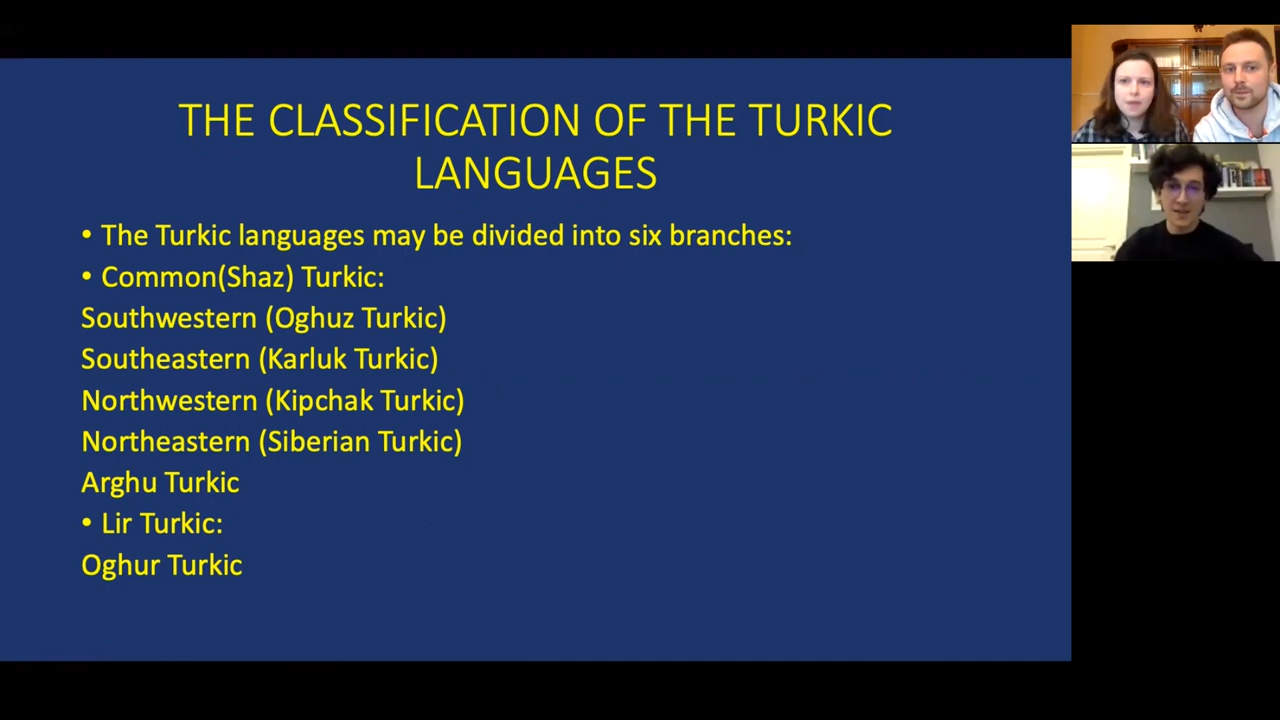 THE CLASSIFICATION OF THE TURKIC
LANGUAGES
• The Turkic languages may be divided into six branches:
• Common(Shaz) Turkic:
Southwestern (Oghuz Turkic)
Southeastern (Karluk Turkic)
Northwestern (Kipchak Turkic)
Northeastern (Siberian Turkic)
Arghu Turkic
• Lir Turkic:
Oghur Turkic